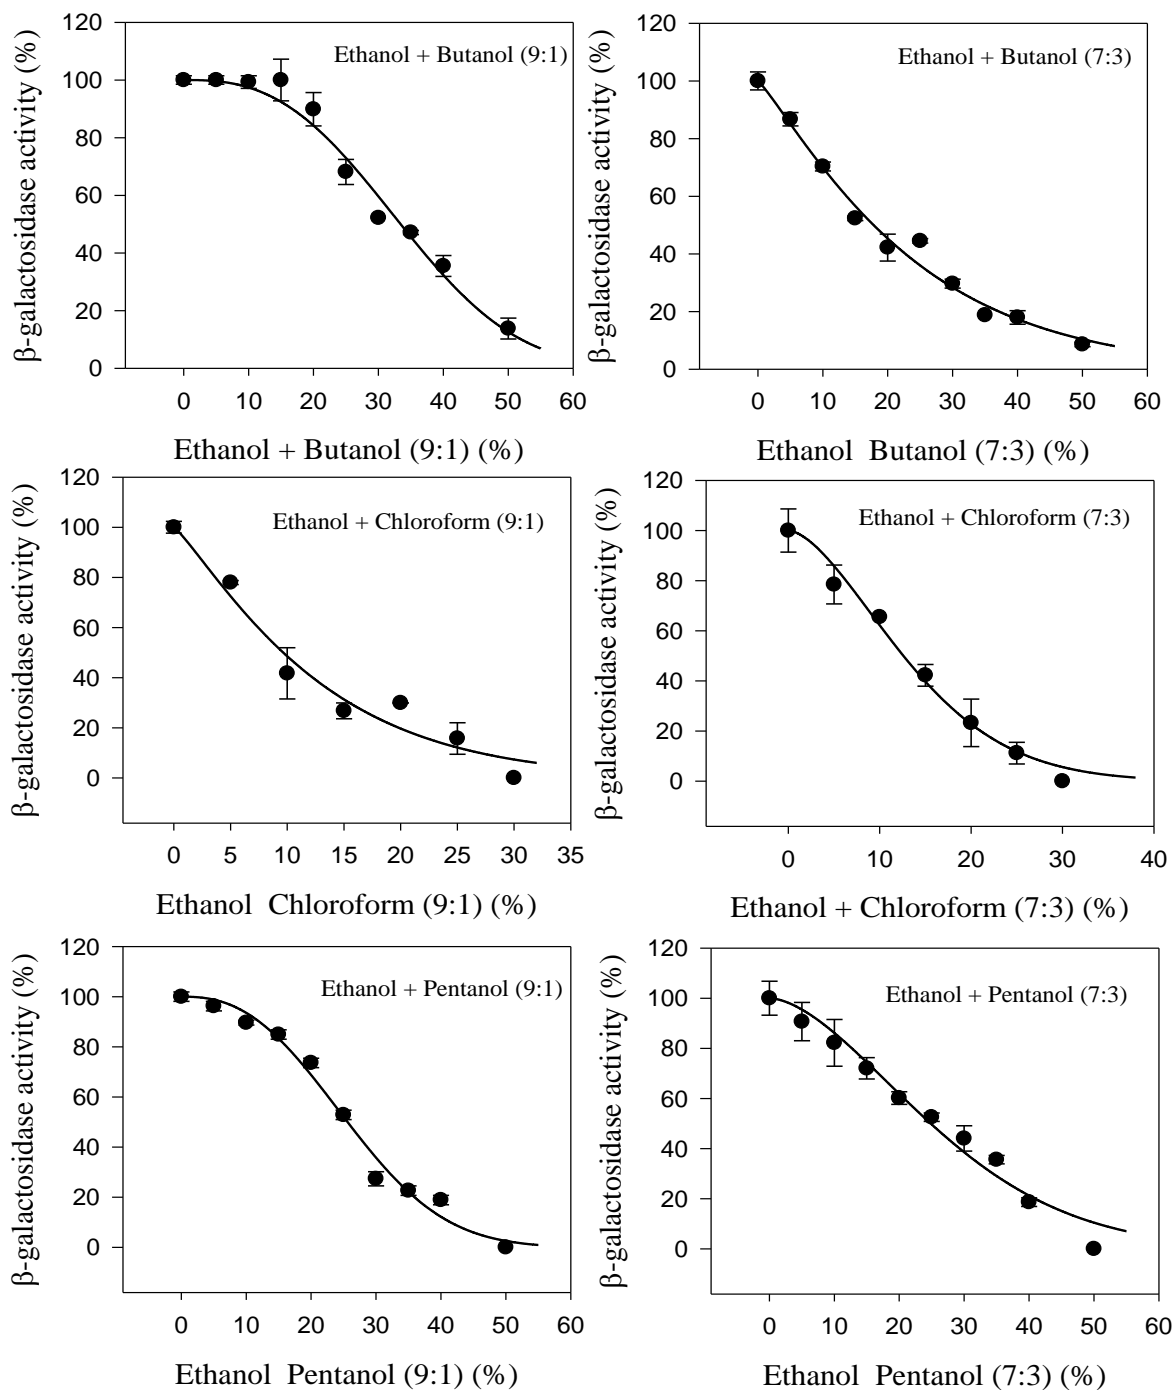 β-galactosidase activity (%)
120
100
80
60
40
20
0
Ethanol + Butanol (9:1)
0 10 20 30 40 50 60
Ethanol + Butanol (9:1) (%)
β-galactosidase activity (%)
120
100
80
60
40
20
0
Ethanol + Butanol (7:3)
0 10 20 30 40 50 60
Ethanol Butanol (7:3) (%)
β-galactosidase activity (%)
120
100
80
60
40
20
0
Ethanol + Chloroform (9:1)
0 5 10 15 20 25 30 35
Ethanol Chloroform (9:1) (%)
β-galactosidase activity (%)
120
100
80
60
40
20
0
Ethanol + Chloroform (7:3)
0 10 20 30 40
Ethanol + Chloroform (7:3) (%)
β-galactosidase activity (%)
120
100
80
60
40
20
0
Ethanol + Pentanol (9:1)
0 10 20 30 40 50 60
Ethanol Pentanol (9:1) (%)
β-galactosidase activity (%)
120
100
80
60
40
20
0
Ethanol + Pentanol (7:3)
0 10 20 30 40 50 60
Ethanol Pentanol (7:3) (%)